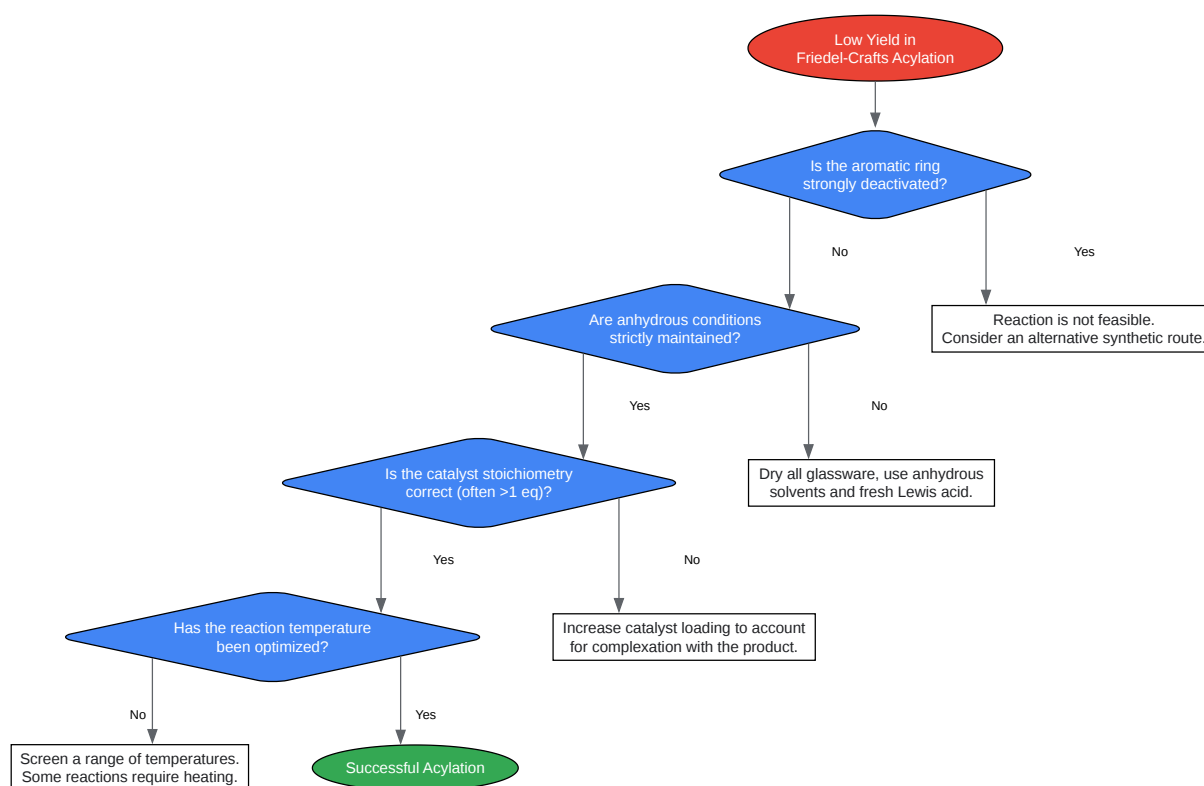 Low Yield in
Friedel-Crafts Acylation
Is the aromatic ring
strongly deactivated?
No
Yes
Are anhydrous conditions
strictly maintained?
Reaction is not feasible.
Consider an alternative synthetic route.
Yes
No
Is the catalyst stoichiometry
correct (often >1 eq)?
Dry all glassware, use anhydrous
solvents and fresh Lewis acid.
Yes
No
Has the reaction temperature
been optimized?
Increase catalyst loading to account
for complexation with the product.
No
Yes
Screen a range of temperatures.
Some reactions require heating.
Successful Acylation